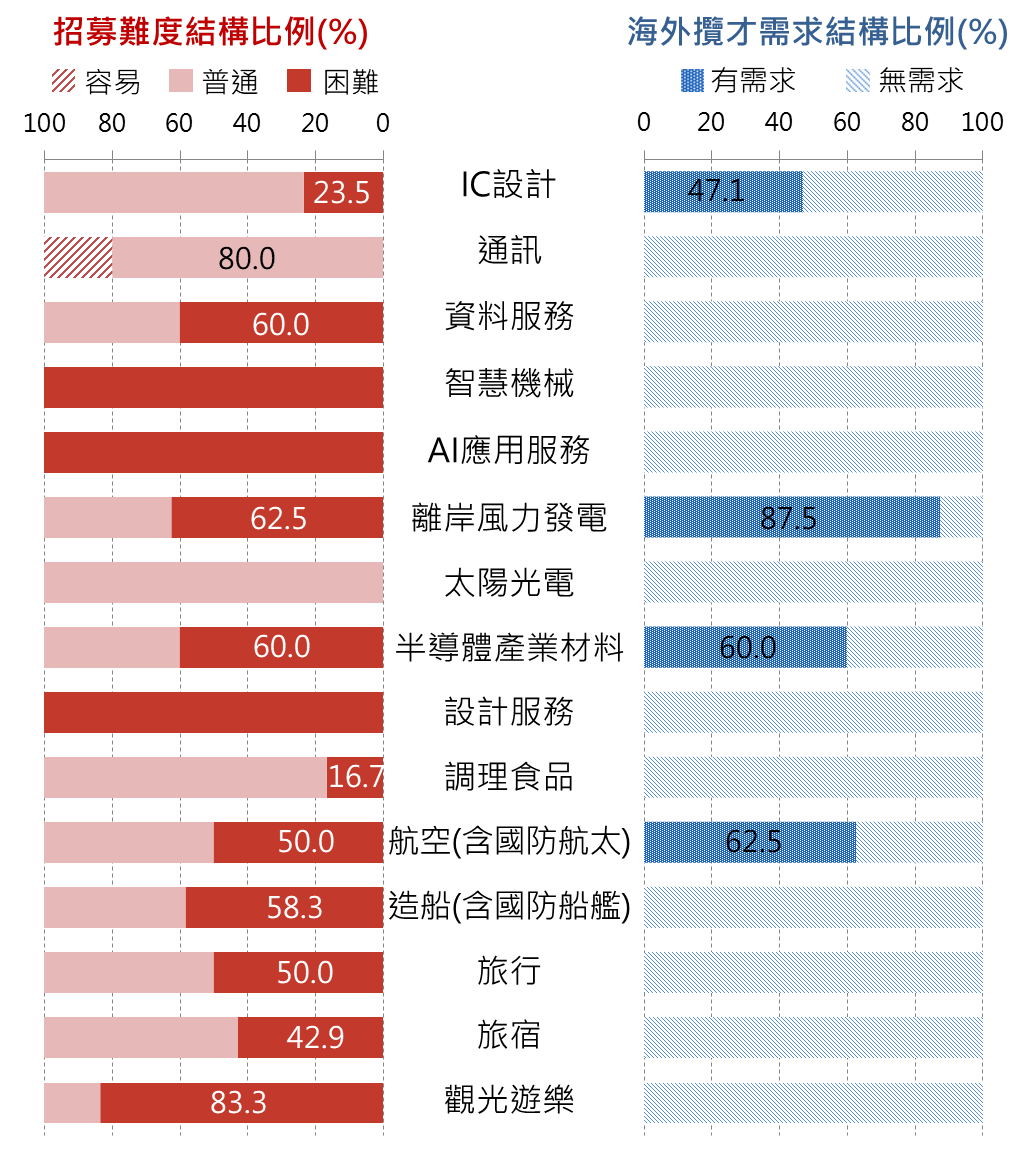 招募難度結構比例(%)
海外攬才需求結構比例(%)
容易 普通 困難
有需求 無需求
100 80 60 40 20 0
0 20 40 60 80 100
23.5 IC設計 47.1
80.0 通訊
60.0 資料服務
智慧機械
AI應用服務
62.5 離岸風力發電 87.5
太陽光電
60.0 半導體產業材料 60.0
設計服務
16.7 調理食品
50.0 航空(含國防航太) 62.5
58.3 造船(含國防船艦)
50.0 旅行
42.9 旅宿
83.3 觀光遊樂